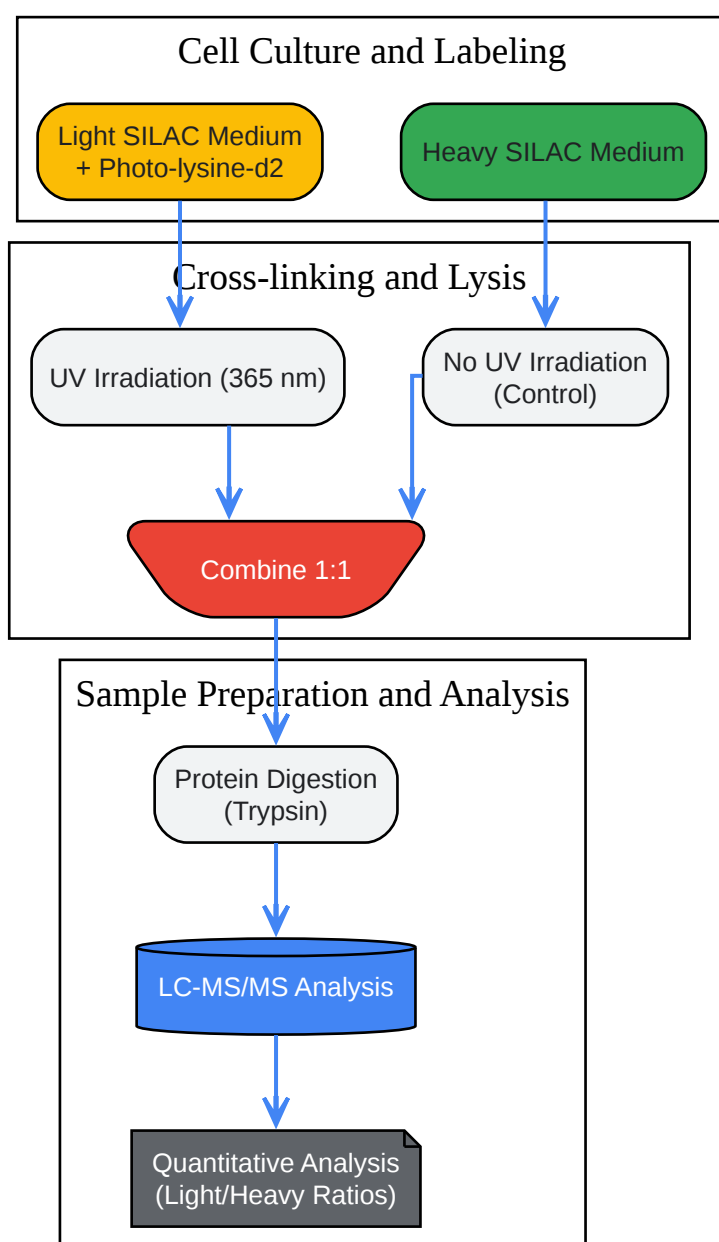 Cell Culture and Labeling
Light SILAC Medium
+ Photo-lysine-d2
Heavy SILAC Medium
Cross-linking and Lysis
UV Irradiation (365 nm)
No UV Irradiation
(Control)
Combine 1:1
Sample Preparation and Analysis
Protein Digestion
(Trypsin)
LC-MS/MS Analysis
Quantitative Analysis
(Light/Heavy Ratios)